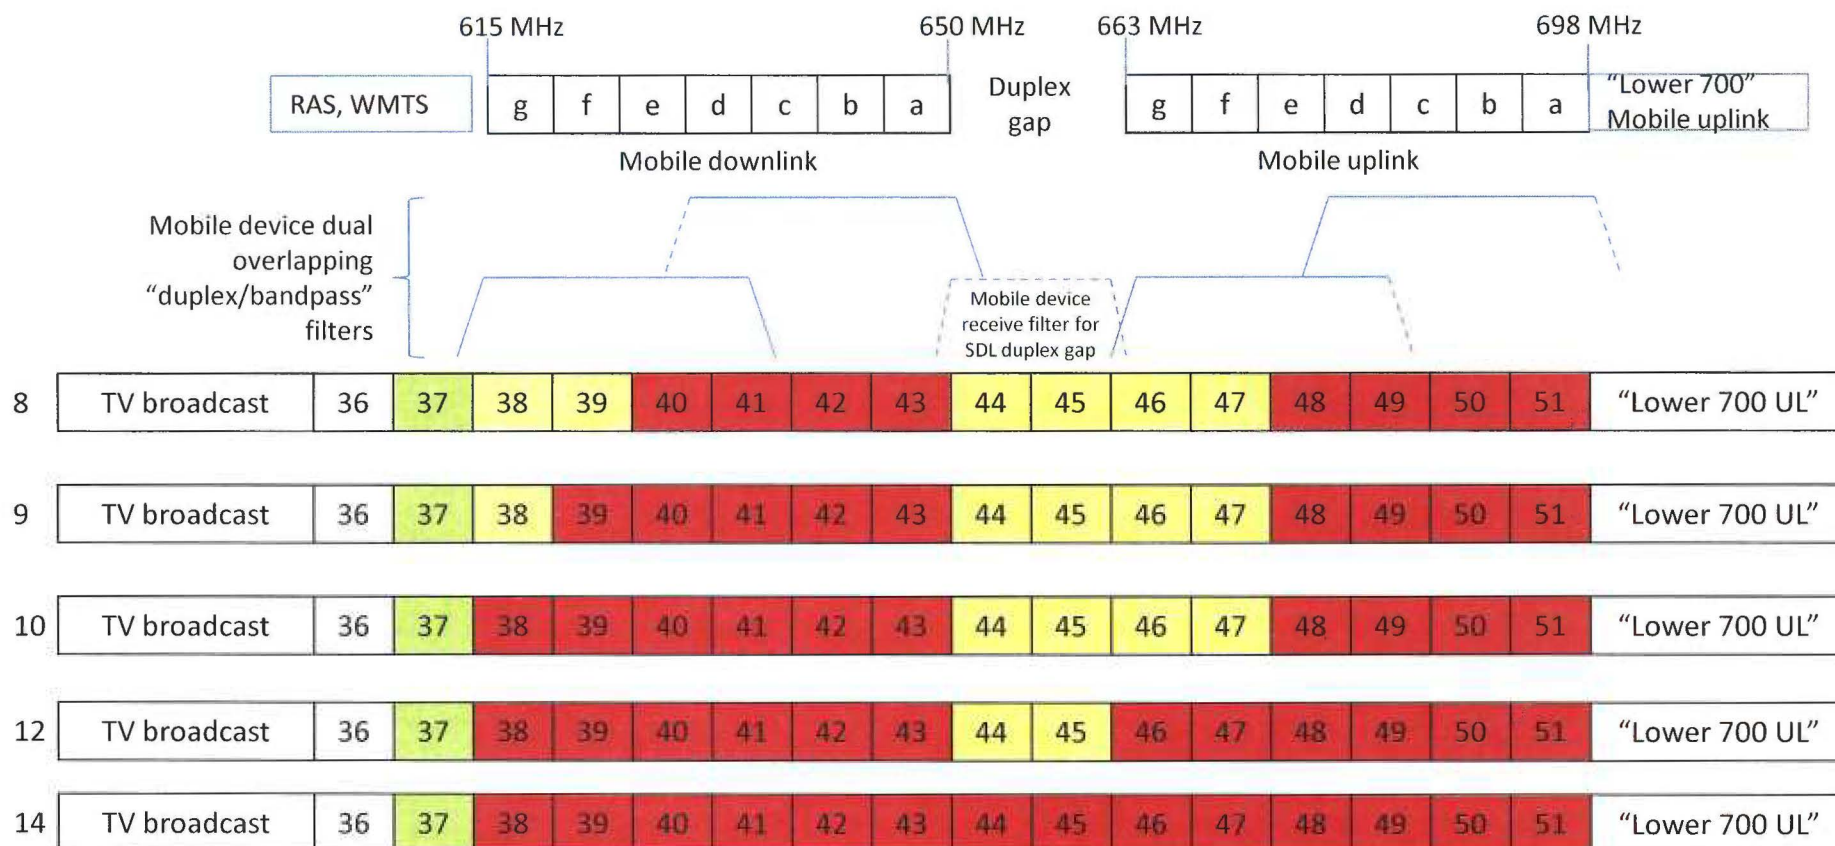 615 MHz 650 MHz 663 MHz 698 MHz
RAS, WMTS g f e d c b a Duplex gap g f e d c b a "Lower 700" Mobile uplink
Mobile downlink Mobile uplink
Mobile device dual
overlapping
"duplex/bandpass"
filters
Mobile device
receive filter for
SDL duplex gap
8 TV broadcast 36 37 38 39 40 41 42 43 44 45 46 47 48 49 50 51 "Lower 700 UL"
9 TV broadcast 36 37 38 39 40 41 42 43 44 45 46 47 48 49 50 51 "Lower 700 UL"
10 TV broadcast 36 37 38 39 40 41 42 43 44 45 46 47 48 49 50 51 "Lower 700 UL"
12 TV broadcast 36 37 38 39 40 41 42 43 44 45 46 47 48 49 50 51 "Lower 700 UL"
14 TV broadcast 36 37 38 39 40 41 42 43 44 45 46 47 48 49 50 51 "Lower 700 UL"